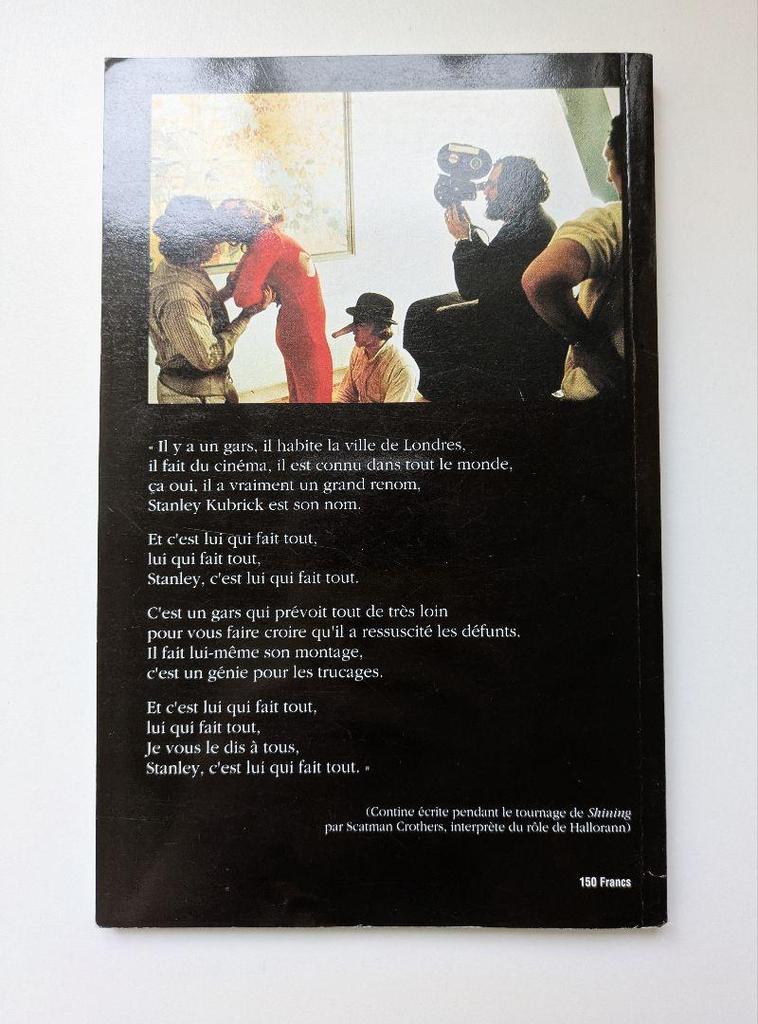 « Il y a un gars, il habite la ville de Londres,
il fait du cinéma, il est connu dans tout le monde,
ça oui, il a vraiment un grand renom,
Stanley Kubrick est son nom.
Et c'est lui qui fait tout,
lui qui fait tout,
Stanley, c'est lui qui fait tout.
C'est un gars qui prévoit tout de très loin
pour vous faire croire qu'il a ressuscité les défunts.
Il fait lui-même son montage,
c'est un génie pour les trucages.
Et c'est lui qui fait tout,
lui qui fait tout,
Je vous le dis à tous,
Stanley, c'est lui qui fait tout. »
(Contine écrite pendant le tournage de Shining
par Scatman Crothers, interprète du rôle de Hallorann)
150 Francs